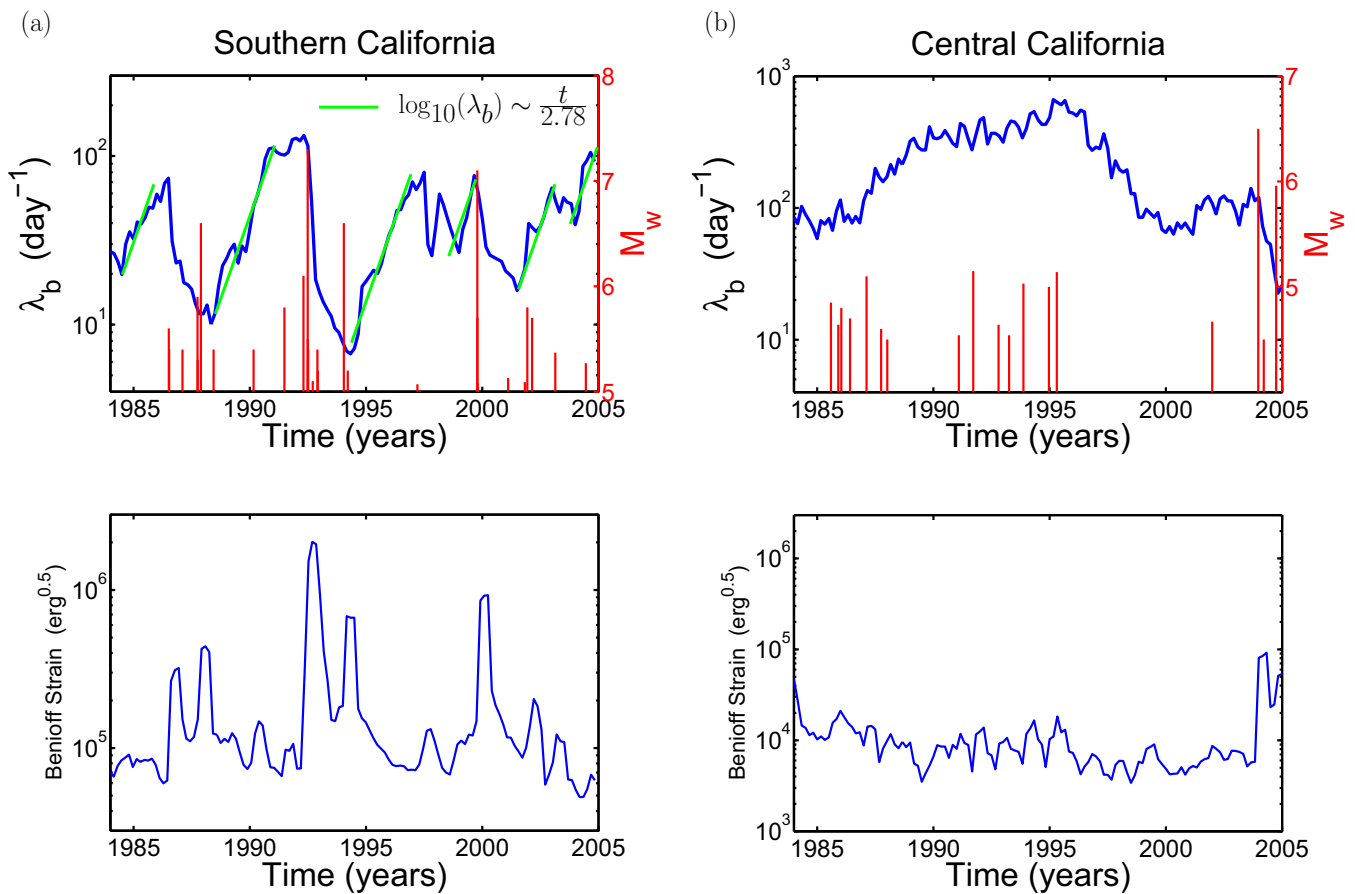 (a)
Southern California
log10(λb) ∼ t/2.78
10^2
10^1
λb (day^−1)
8
7
6
5
Mw
1985 1990 1995 2000 2005
Time (years)
(b)
Central California
10^3
10^2
10^1
λb (day^−1)
7
6
5
4
Mw
1985 1990 1995 2000 2005
Time (years)
10^6
10^5
Benioff Strain (erg^0.5)
1985 1990 1995 2000 2005
Time (years)
10^6
10^5
10^4
10^3
Benioff Strain (erg^0.5)
1985 1990 1995 2000 2005
Time (years)